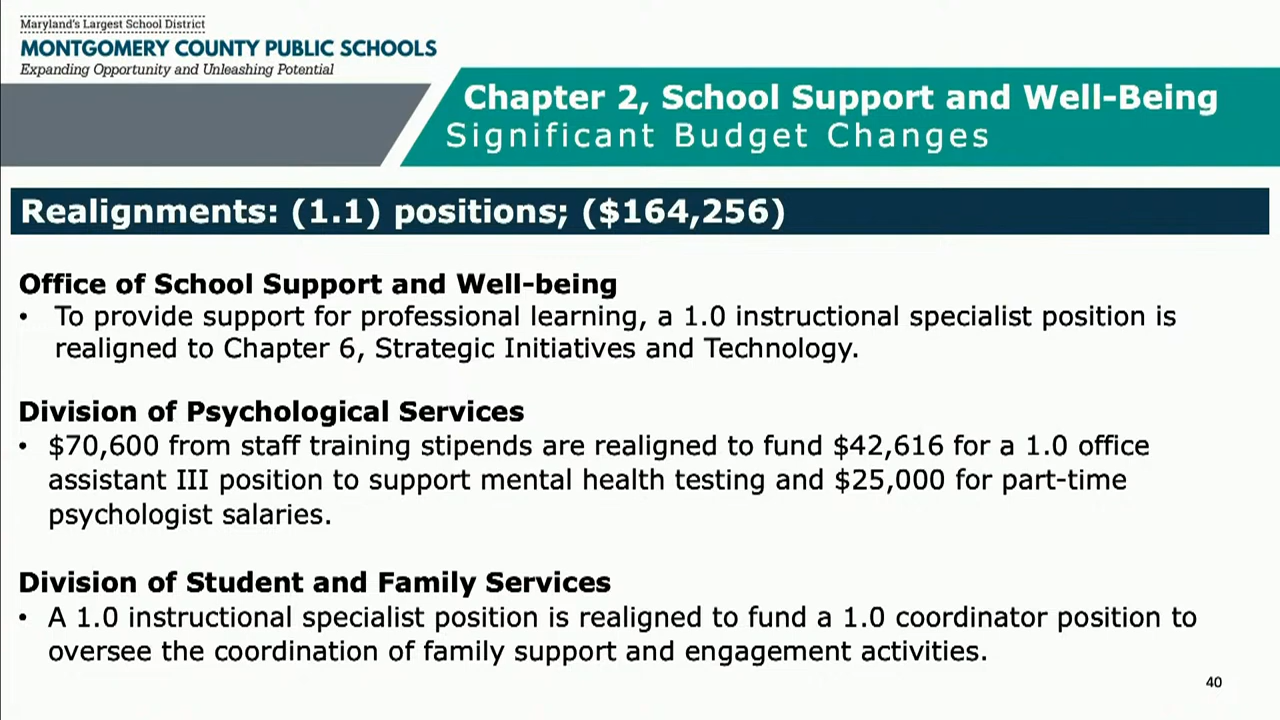 Maryland's Largest School District
MONTGOMERY COUNTY PUBLIC SCHOOLS
Expanding Opportunity and Unleashing Potential
Chapter 2, School Support and Well-Being
Significant Budget Changes
Realignments: (1.1) positions; ($164,256)
Office of School Support and Well-being
• To provide support for professional learning, a 1.0 instructional specialist position is
realigned to Chapter 6, Strategic Initiatives and Technology.
Division of Psychological Services
• $70,600 from staff training stipends are realigned to fund $42,616 for a 1.0 office
assistant III position to support mental health testing and $25,000 for part-time
psychologist salaries.
Division of Student and Family Services
• A 1.0 instructional specialist position is realigned to fund a 1.0 coordinator position to
oversee the coordination of family support and engagement activities.
40